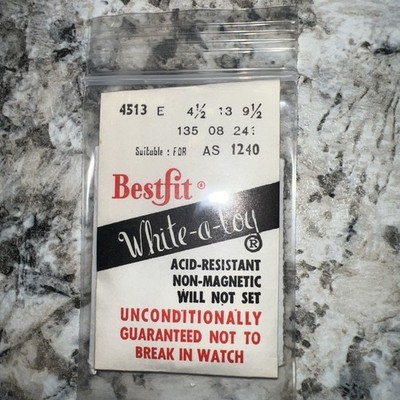 4513 E 4½ 13 9½
135 08 241
Suitable : FOR AS 1240
Bestfit ®
White-a-loy ®
ACID-RESISTANT
NON-MAGNETIC
WILL NOT SET
UNCONDITIONALLY
GUARANTEED NOT TO
BREAK IN WATCH